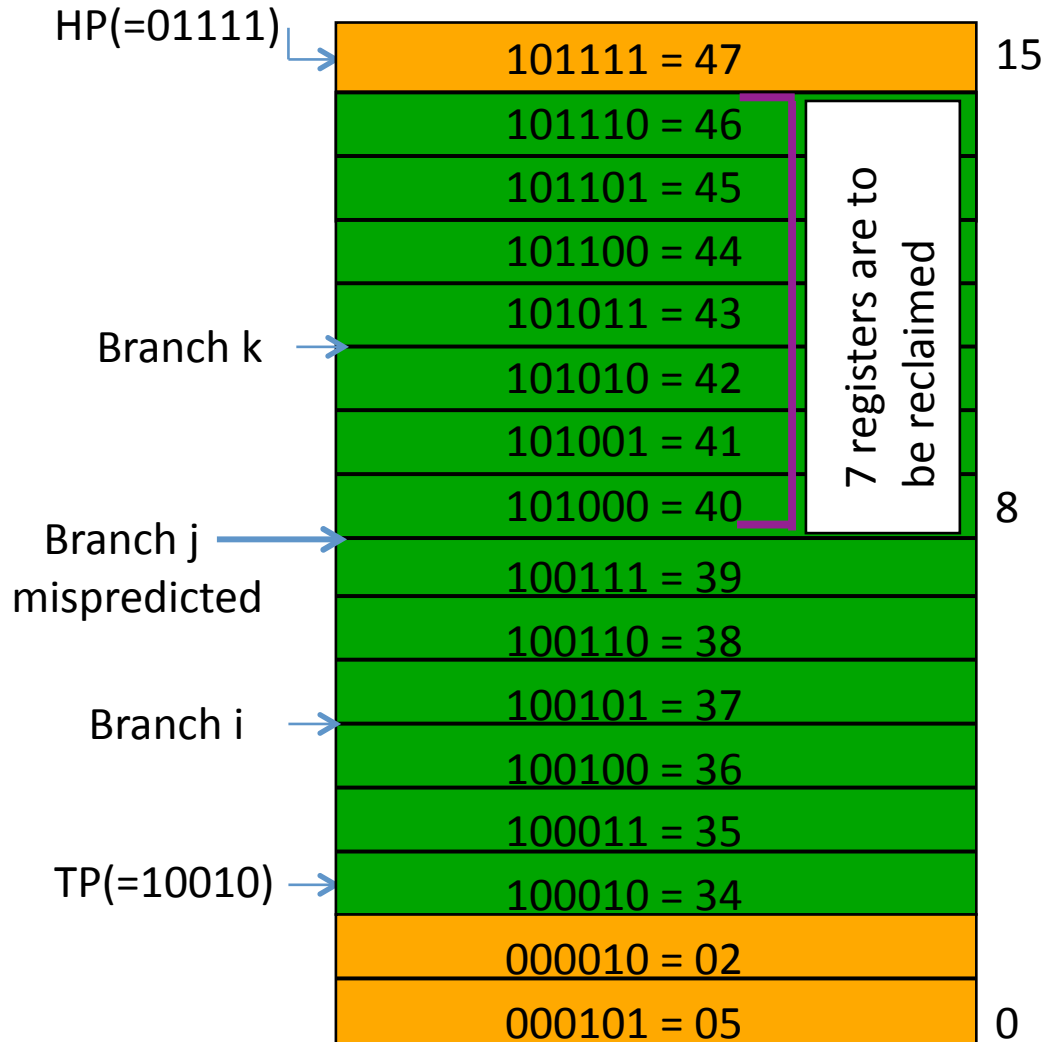 HP(=01111)
101111 = 47
15
101110 = 46
101101 = 45
101100 = 44
101011 = 43
Branch k
101010 = 42
101001 = 41
101000 = 40
8
7 registers are to
be reclaimed
Branch j
mispredicted
100111 = 39
100110 = 38
100101 = 37
Branch i
100100 = 36
100011 = 35
TP(=10010)
100010 = 34
000010 = 02
000101 = 05
0